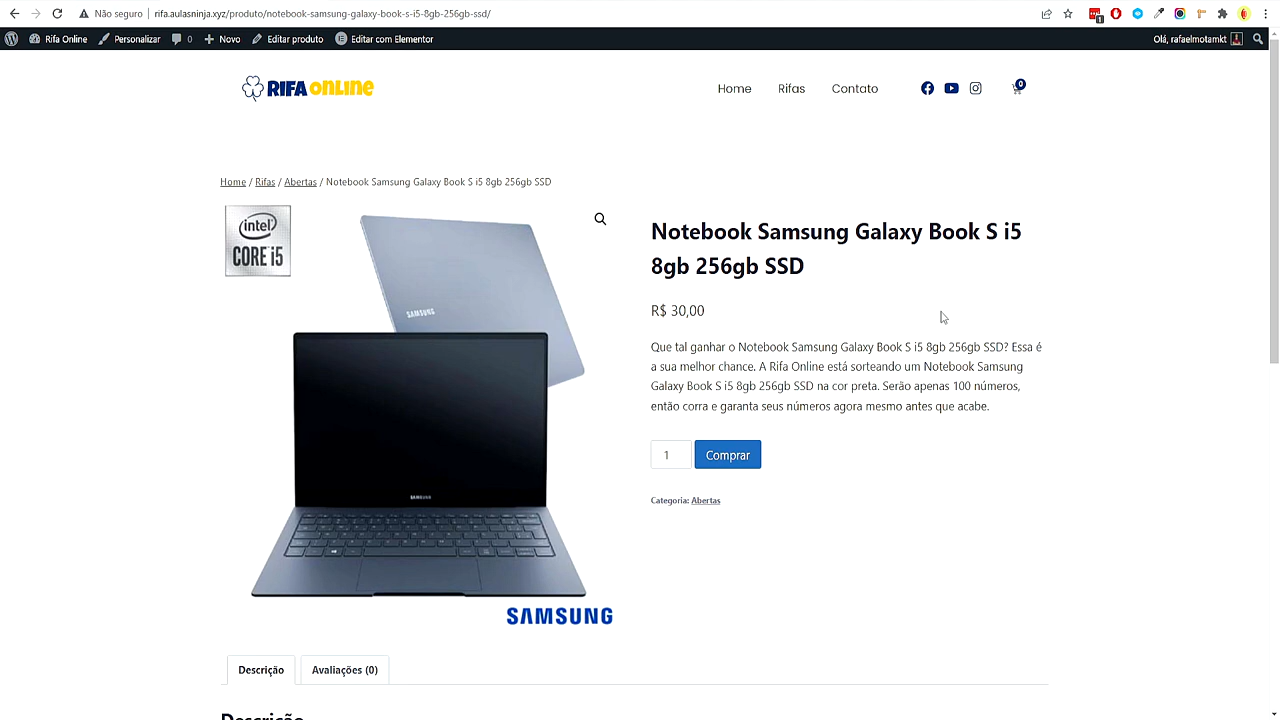 Não seguro | rifa.aulasninja.xyz/produto/notebook-samsung-galaxy-book-s-i5-8gb-256gb-ssd/
1
Rifa Online Personalizar 0 Novo Editar produto Editar com Elementor Olá, rafaelmotamkt
RIFA ONLINE
Home Rifas Contato 0
Home / Rifas / Abertas / Notebook Samsung Galaxy Book S i5 8gb 256gb SSD
intel
CORE i5
SAMSUNG
SAMSUNG
SAMSUNG
Notebook Samsung Galaxy Book S i5
8gb 256gb SSD
R$ 30,00
Que tal ganhar o Notebook Samsung Galaxy Book S i5 8gb 256gb SSD? Essa é
a sua melhor chance. A Rifa Online está sorteando um Notebook Samsung
Galaxy Book S i5 8gb 256gb SSD na cor preta. Serão apenas 100 números,
então corra e garanta seus números agora mesmo antes que acabe.
1 Comprar
Categoria: Abertas
Descrição Avaliações (0)
Descrição